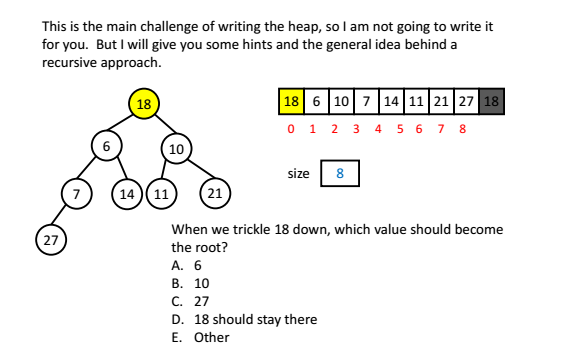 This is the main challenge of writing the heap, so I am not going to write it
for you.  But I will give you some hints and the general idea behind a
recursive approach.
18
18 6 10 7 14 11 21 27 18
0 1 2 3 4 5 6 7 8
6
10
size 8
7
14
11
21
27
When we trickle 18 down, which value should become
the root?
A. 6
B. 10
C. 27
D. 18 should stay there
E. Other